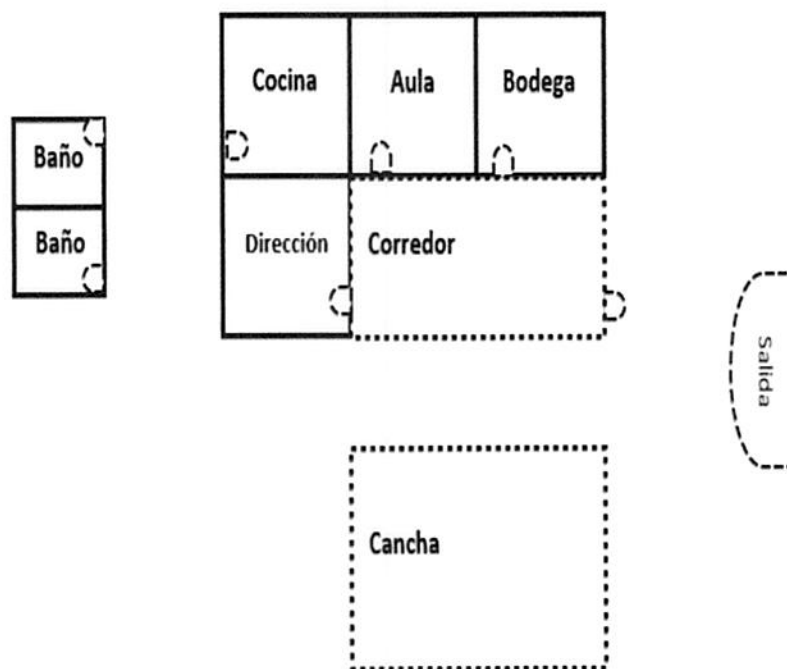 Cocina
Aula
Bodega
Baño
Baño
Dirección
Corredor
Salida
Cancha